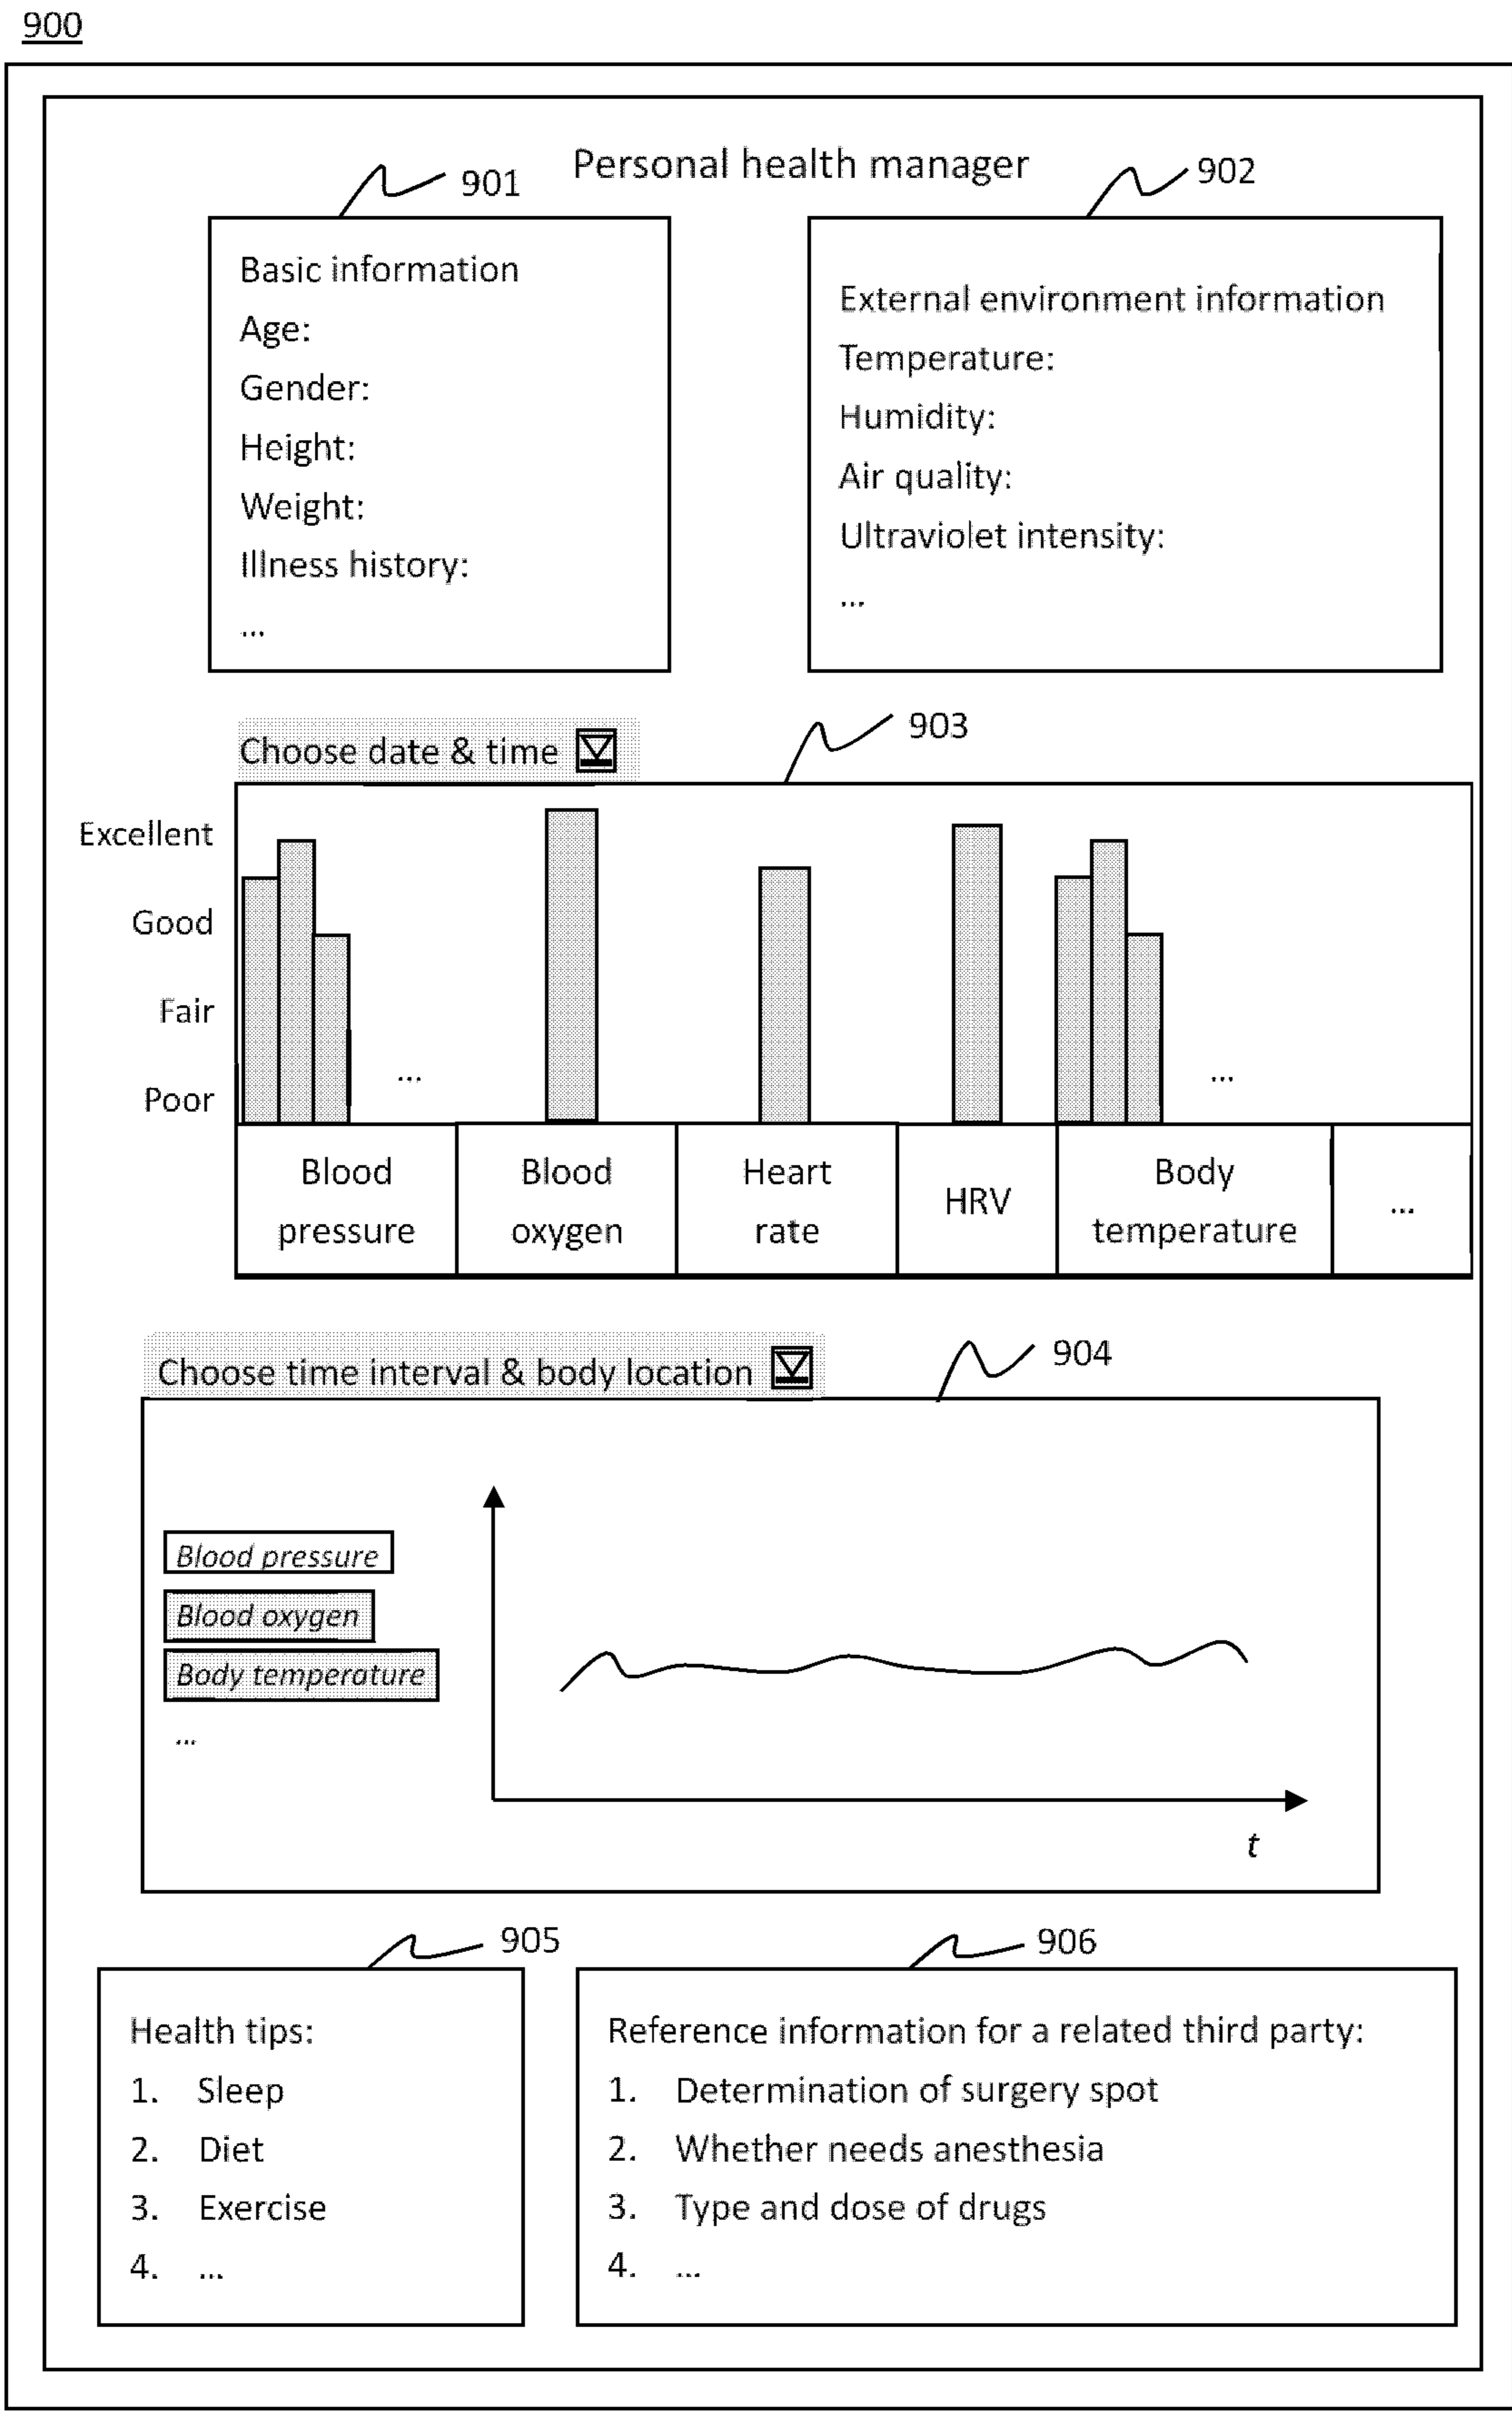 900
Personal health manager
901
902
Basic information
Age:
Gender:
Height:
Weight:
Illness history:
...
External environment information
Temperature:
Humidity:
Air quality:
Ultraviolet intensity:
...
Choose date & time
903
Excellent
Good
Fair
Poor
...
...
Blood pressure
Blood oxygen
Heart rate
HRV
Body temperature
...
Choose time interval & body location
904
Blood pressure
Blood oxygen
Body temperature
...
t
905
906
Health tips:
1. Sleep
2. Diet
3. Exercise
4. ...
Reference information for a related third party:
1. Determination of surgery spot
2. Whether needs anesthesia
3. Type and dose of drugs
4. ...